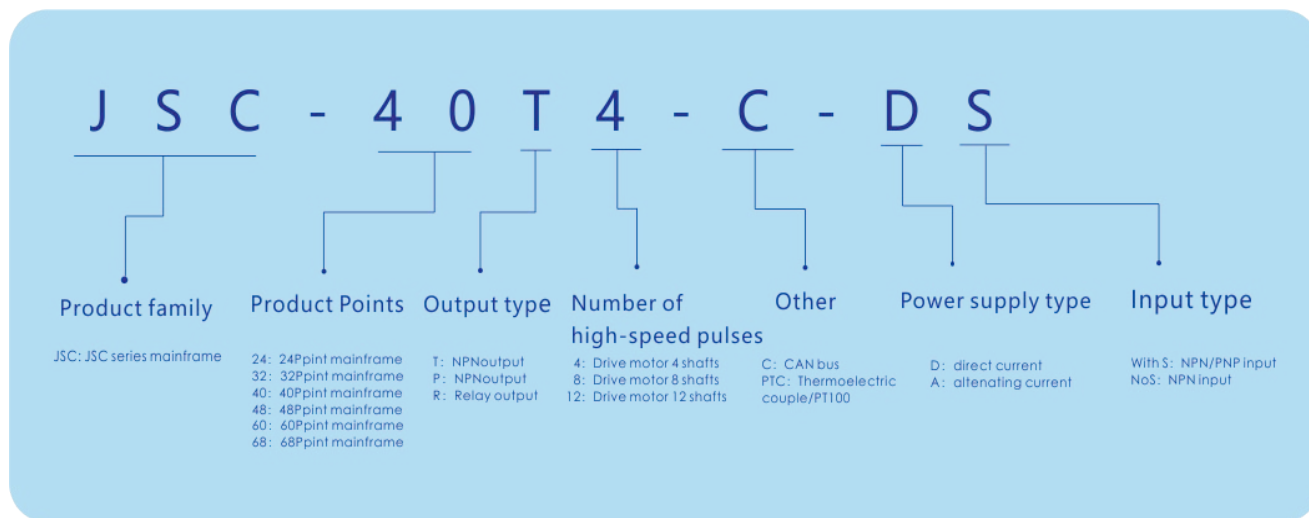 JSC-40T4-C-DS
Product family
JSC: JSC series mainframe
Product Points
24: 24Ppint mainframe
32: 32Ppint mainframe
40: 40Ppint mainframe
48: 48Ppint mainframe
60: 60Ppint mainframe
68: 68Ppint mainframe
Output type
T: NPNoutput
P: NPNoutput
R: Relay output
Number of
high-speed pulses
4: Drive motor 4 shafts
8: Drive motor 8 shafts
12: Drive motor 12 shafts
Other
C: CAN bus
PTC: Thermoelectric
couple/PT100
Power supply type
D: direct current
A: altenating current
Input type
With S: NPN/PNP input
NoS: NPN input